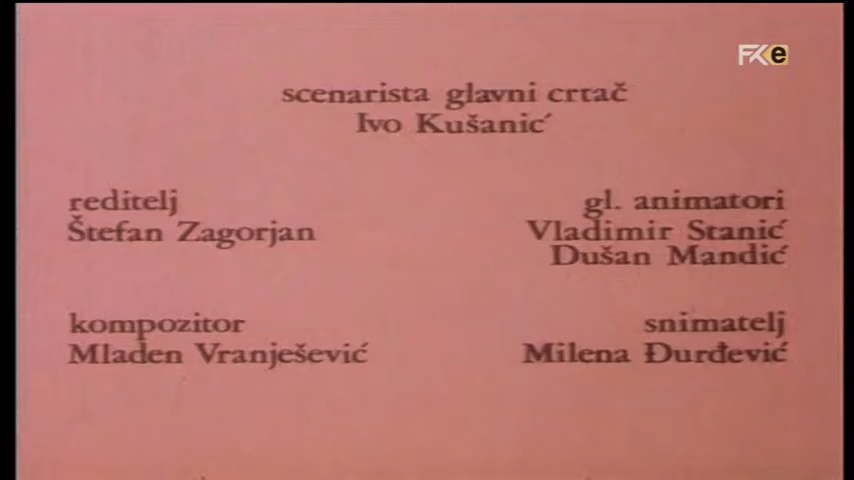 FKe
scenarista glavni crtač
Ivo Kušanić
reditelj
Štefan Zagorjan
gl. animatori
Vladimir Stanić
Dušan Mandić
kompozitor
Mladen Vranješević
snimatelj
Milena Đurđević